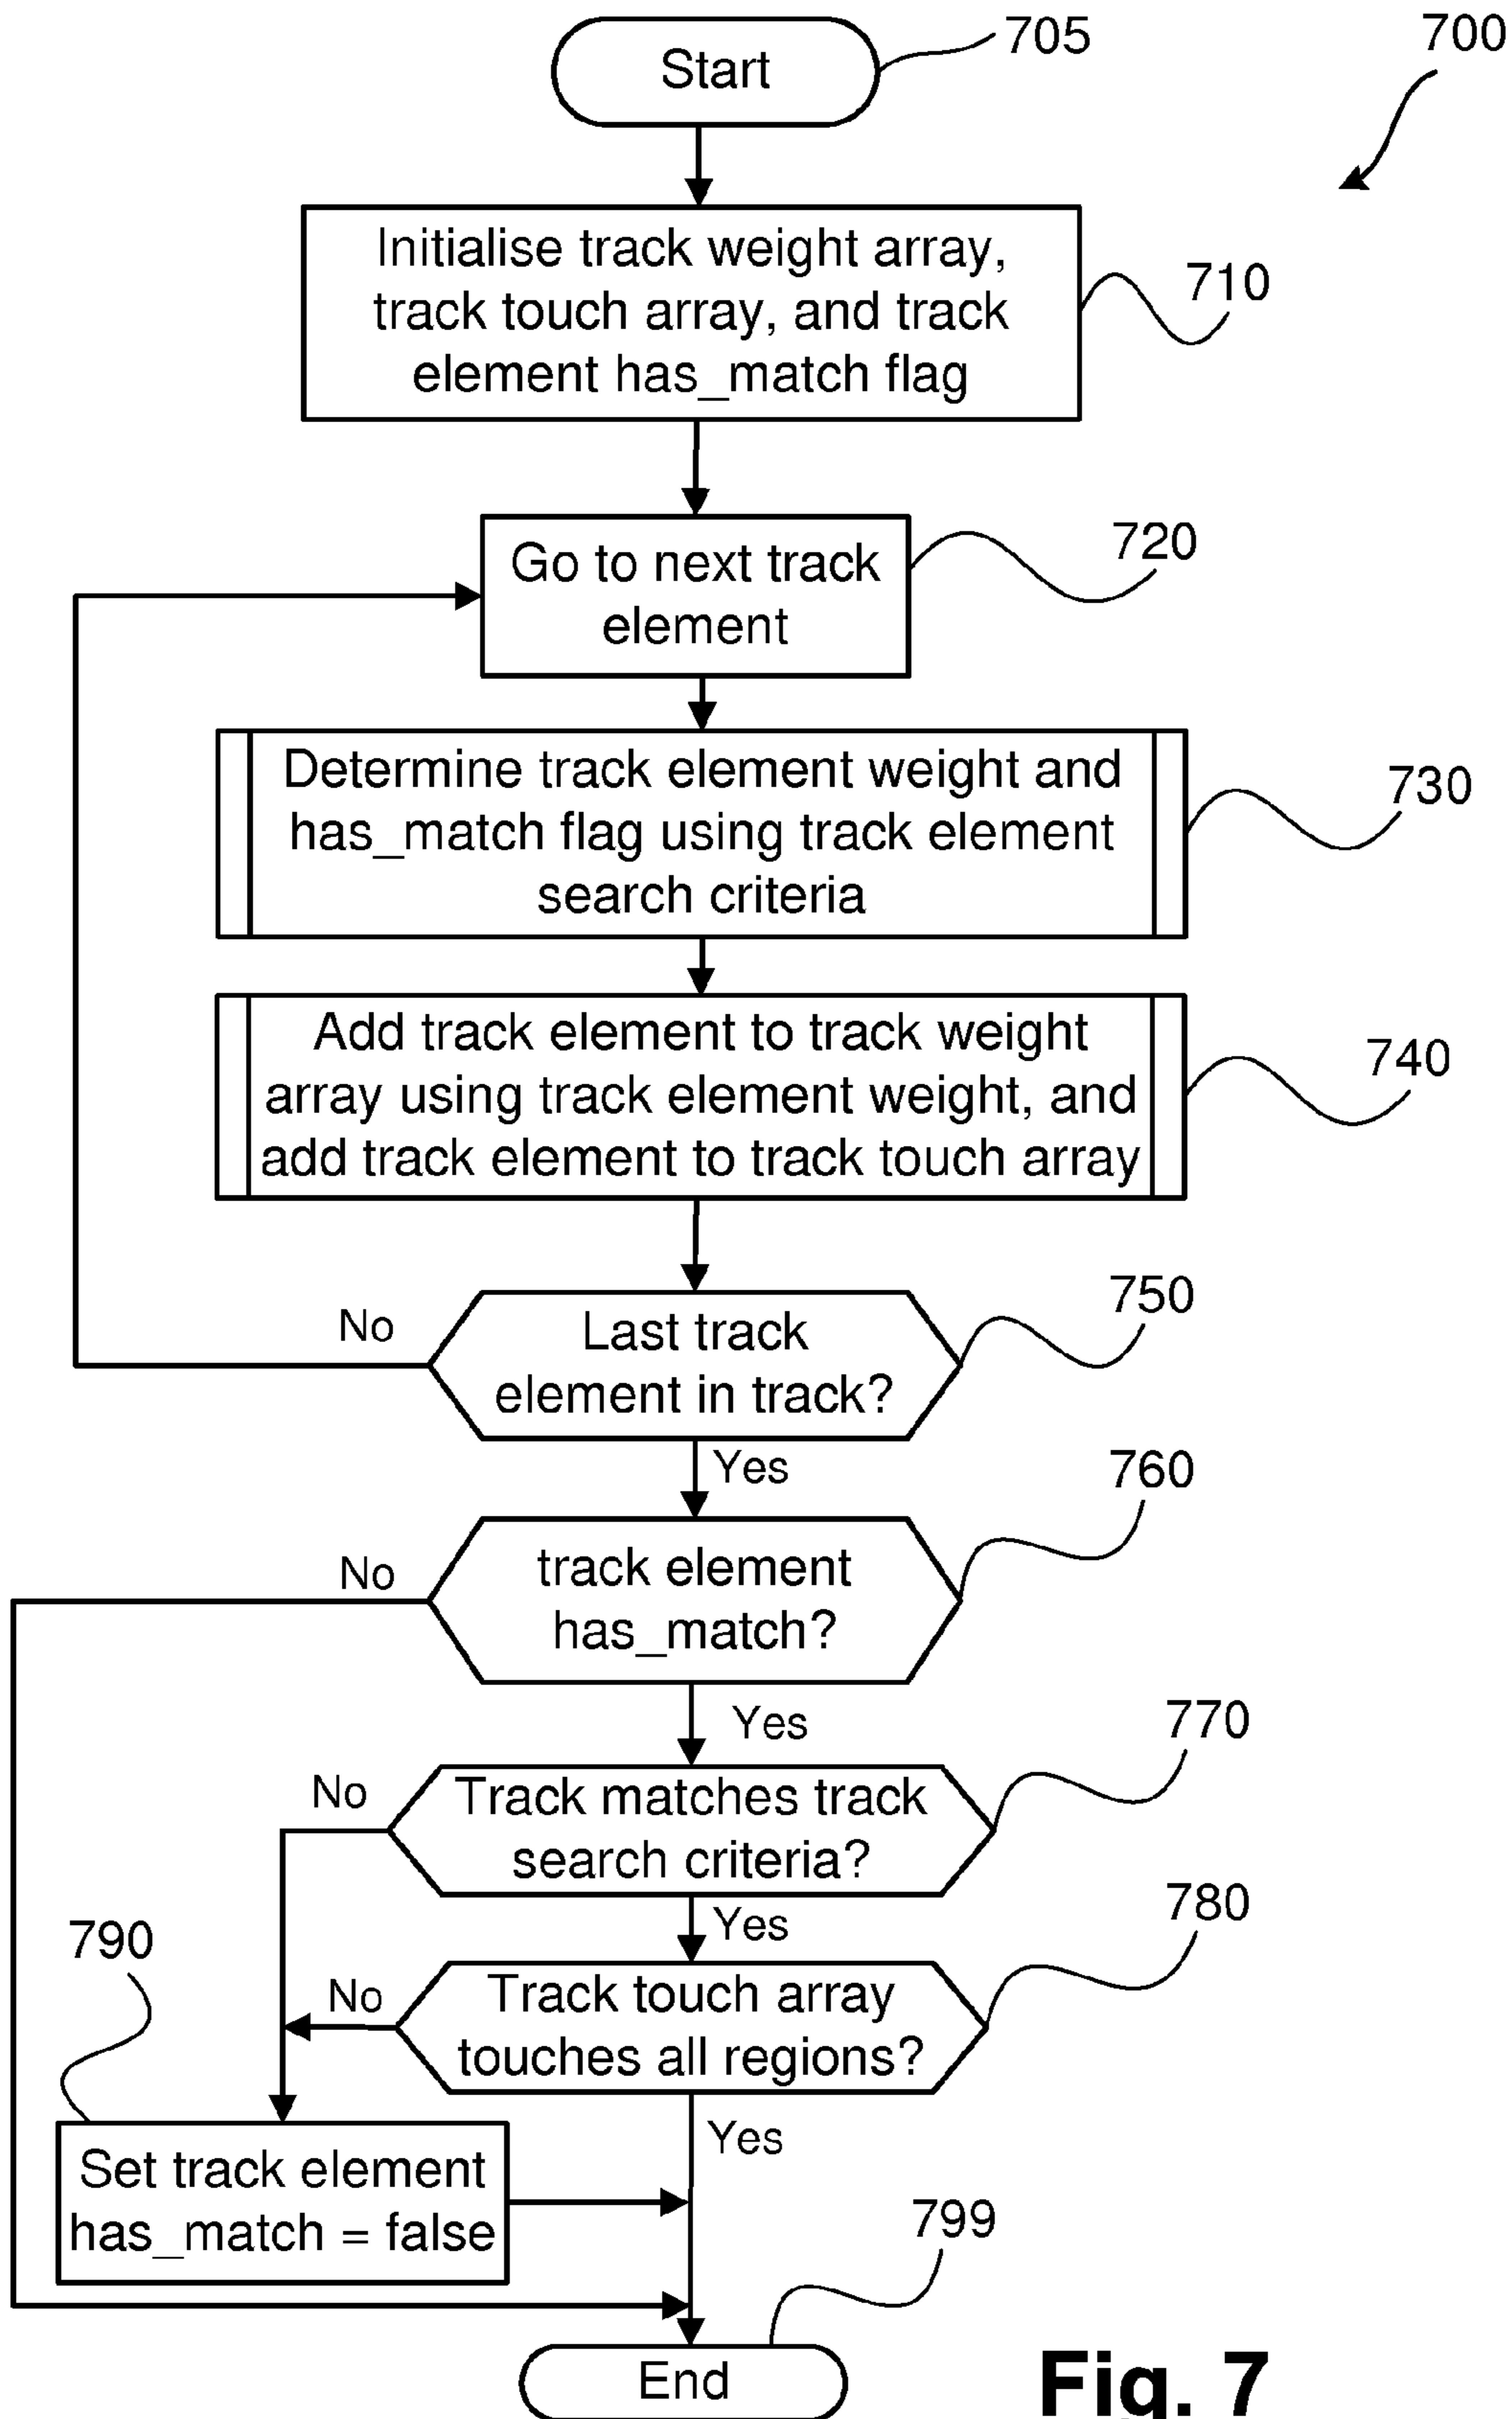 Start
705
700
Initialise track weight array,
track touch array, and track
element has_match flag
710
Go to next track
element
720
Determine track element weight and
has_match flag using track element
search criteria
730
Add track element to track weight
array using track element weight, and
add track element to track touch array
740
750
No
Last track
element in track?
Yes
760
No
track element
has_match?
Yes
770
No
Track matches track
search criteria?
Yes
780
790
No
Track touch array
touches all regions?
Yes
Set track element
has_match = false
799
End
Fig. 7